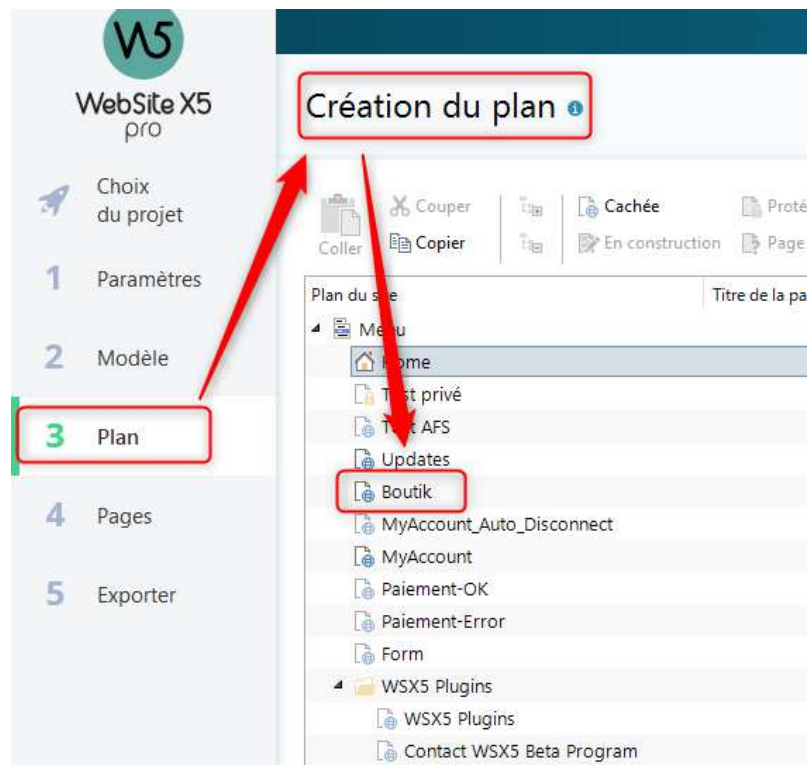 W5
WebSite X5
pro
Choix
du projet
1 Paramètres
2 Modèle
3 Plan
4 Pages
5 Exporter
Création du plan
Coller
Couper
Copier
Cachée
En construction
Proté
Page
Plan du site
Titre de la pa
Menu
Home
Test privé
Test AFS
Updates
Boutik
MyAccount_Auto_Disconnect
MyAccount
Paiement-OK
Paiement-Error
Form
WSX5 Plugins
WSX5 Plugins
Contact WSX5 Beta Program